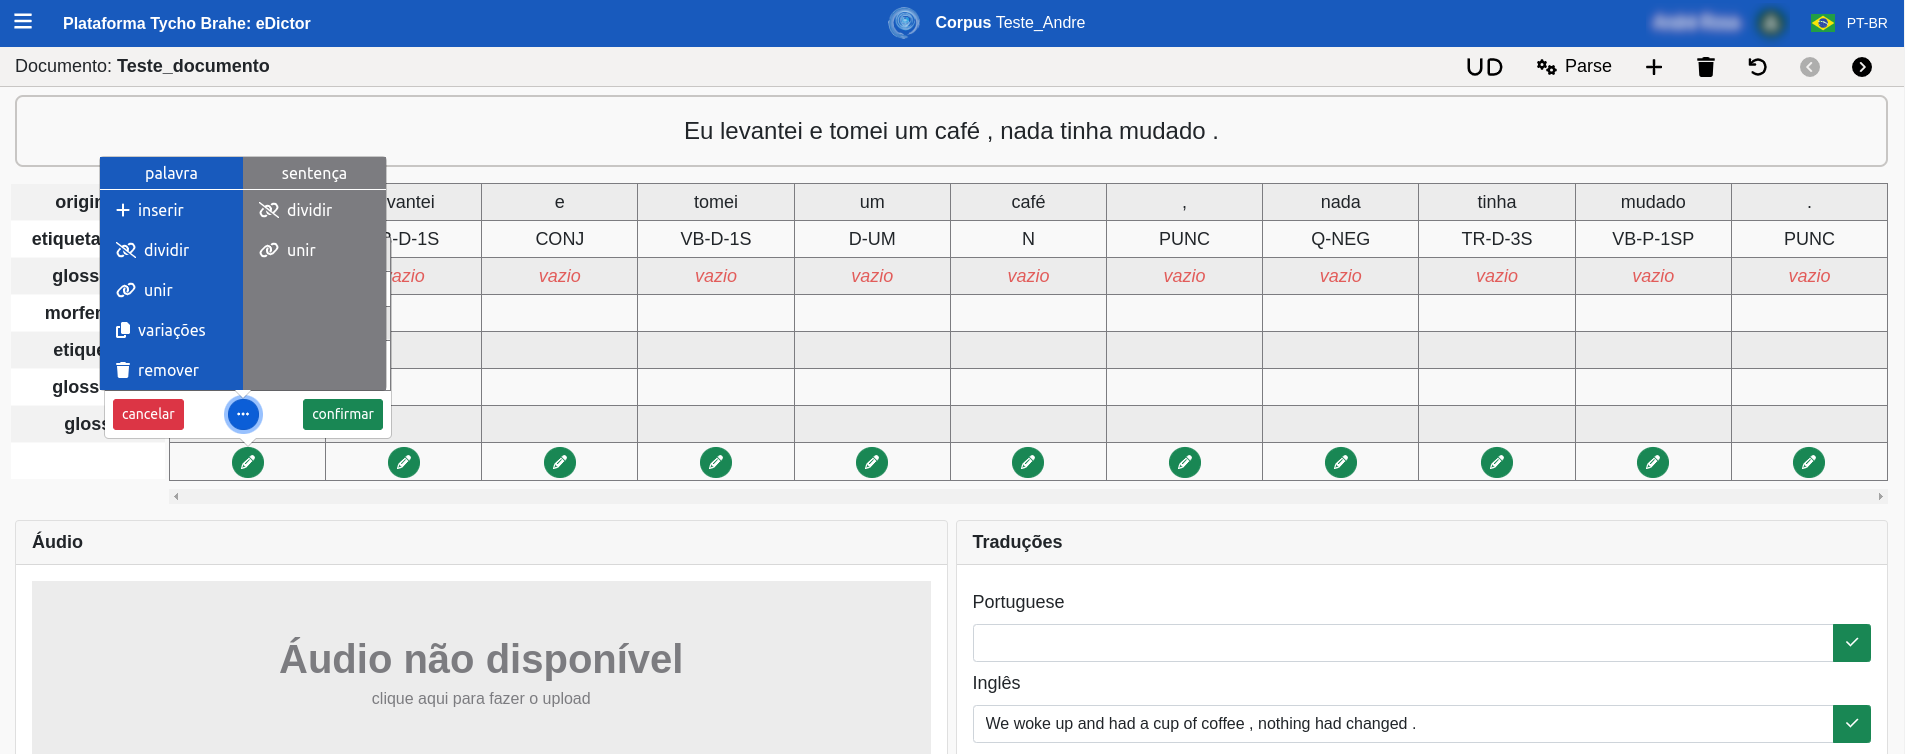 Plataforma Tycho Brahe: eDictor
Corpus Teste_Andre
PT-BR
Documento: Teste_documento
UD
Parse
Eu levantei e tomei um café , nada tinha mudado .
palavra sentença
inserir dividir
dividir unir
unir
variações
remover
cancelar ... confirmar
origin vantei e tomei um café , nada tinha mudado .
etiqueta -D-1S CONJ VB-D-1S D-UM N PUNC Q-NEG TR-D-3S VB-P-1SP PUNC
gloss azio vazio vazio vazio vazio vazio vazio vazio vazio vazio
morfe
etique
gloss
gloss
Áudio
Áudio não disponível
clique aqui para fazer o upload
Traduções
Portuguese
Inglês
We woke up and had a cup of coffee , nothing had changed .